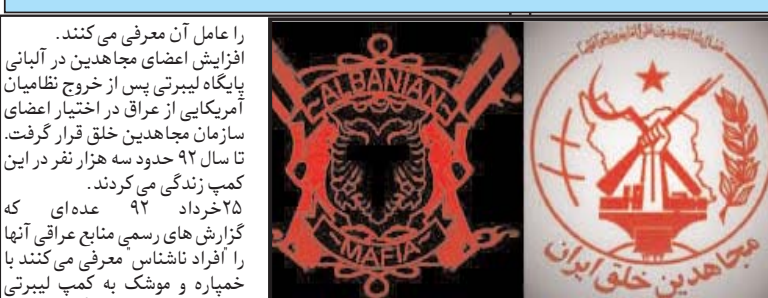 را عامل آن معرفی می کنند.
افزایش اعضای مجاهدین در آلبانی
پایگاه لیبرتی پس از خروج نظامیان
آمریکایی از عراق در اختیار اعضای
سازمان مجاهدین خلق قرار گرفت.
تا سال ۹۲ حدود سه هزار نفر در این
کمپ زندگی می کردند.
۲۵خرداد ۹۲ عده ای که
گزارش های رسمی منابع عراقی آنها
را "افراد ناشناس" معرفی می کنند با
خمپاره و موشک به کمپ لیبرتی
ALBANIAN
MAFIA
مجاهدین خلق ایران